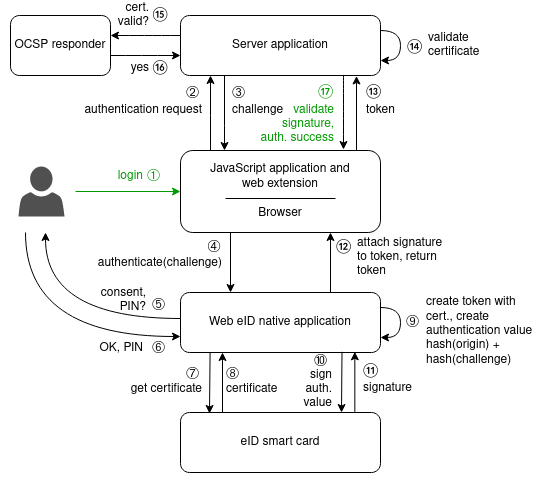 cert.
valid? ⑮
OCSP responder
yes ⑯
Server application
⑭ validate
certificate
②
authentication request
③
challenge
⑰
validate
signature,
auth. success
⑬
token
login ①
JavaScript application and
web extension
Browser
④
authenticate(challenge)
⑫ attach signature
to token, return
token
consent,
PIN? ⑤
OK, PIN ⑥
Web eID native application
⑨
create token with
cert., create
authentication value
hash(origin) +
hash(challenge)
⑦
get certificate
⑧
certificate
⑩
sign
auth.
value
⑪
signature
eID smart card